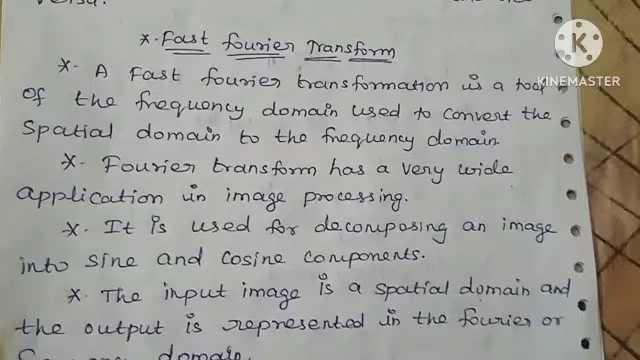 versa.
*. Fast Fourier Transform
*. A Fast fourier transformation is a tool
of the frequency domain used to convert the
spatial domain to the frequency domain.
*. Fourier transform has a very wide
application in image processing.
*. It is used for decomposing an image
into sine and cosine components.
*. The input image is a spatial domain and
the output is represented in the fourier or
domain.
KINEMASTER